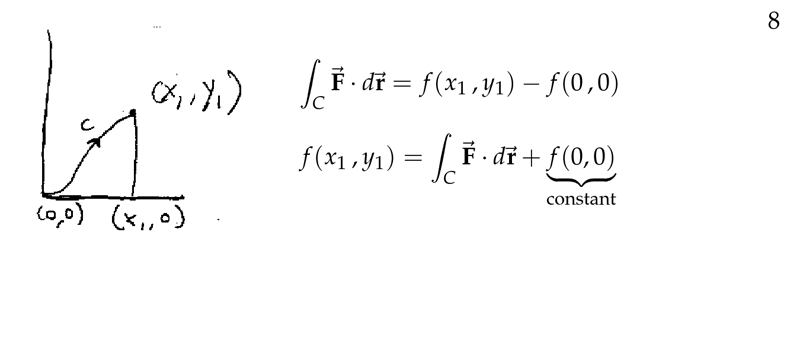 8
(x₁, y₁)
C
(0,0) (x₁, 0)
∫_C F⃗ · dr⃗ = f(x₁, y₁) − f(0, 0)
f(x₁, y₁) = ∫_C F⃗ · dr⃗ + f(0, 0)
constant